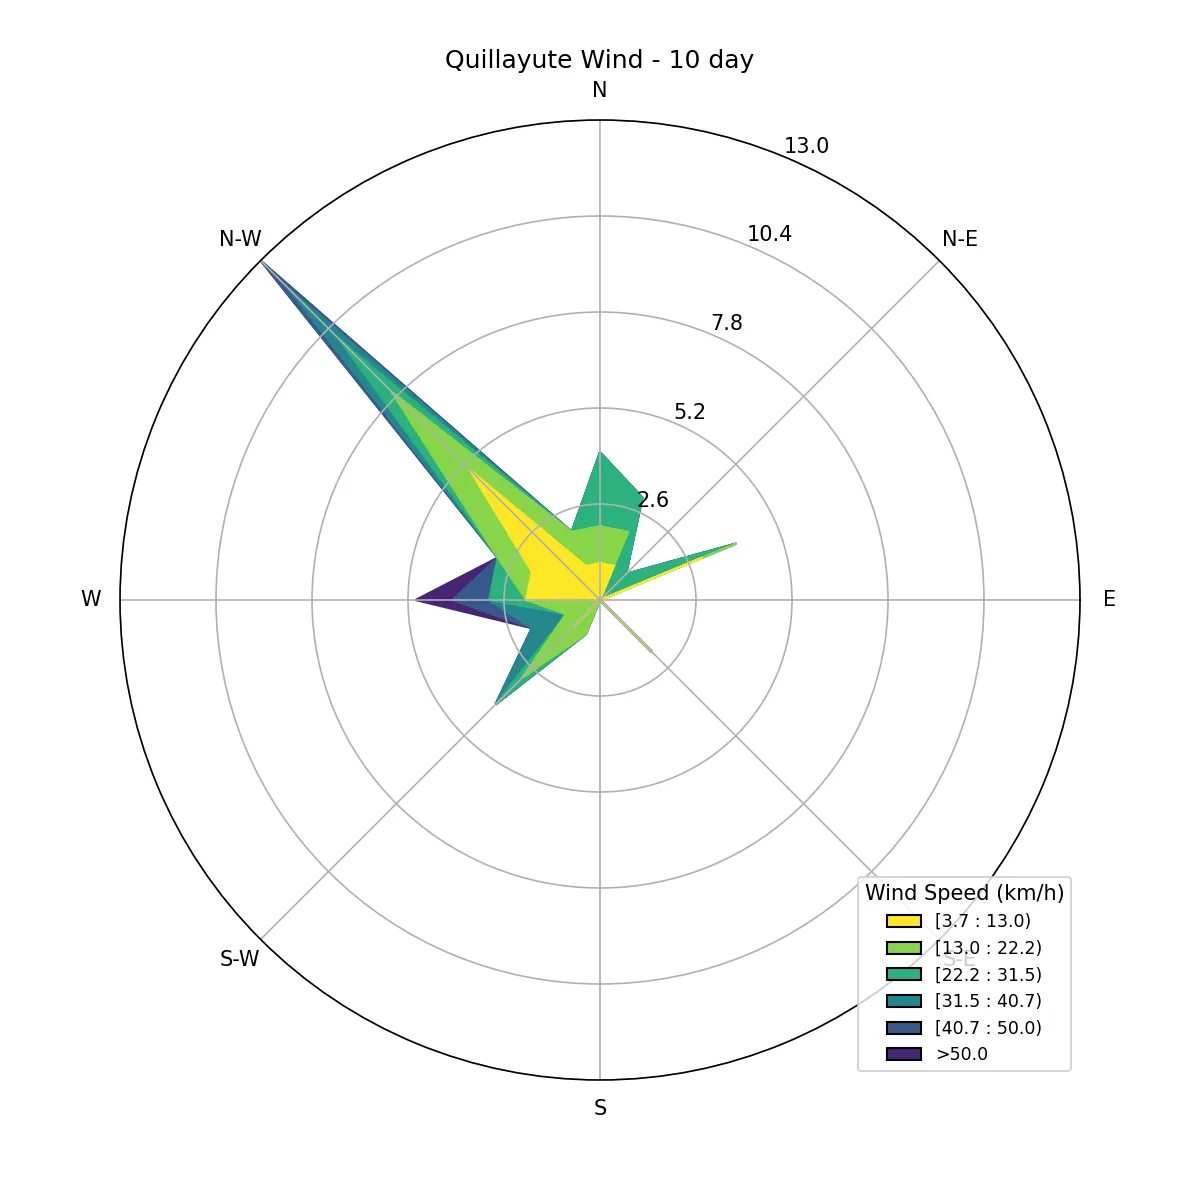 Quillayute Wind - 10 day
N
13.0
N-W
N-E
10.4
7.8
5.2
2.6
W
E
S-W
S-E
Wind Speed (km/h)
[3.7 : 13.0)
[13.0 : 22.2)
[22.2 : 31.5)
[31.5 : 40.7)
[40.7 : 50.0)
>50.0
S